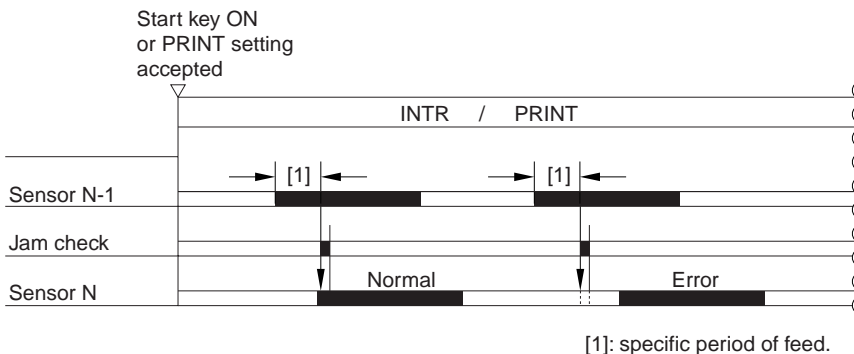 Start key ON
or PRINT setting
accepted
INTR / PRINT
[1] [1]
Sensor N-1
Jam check
Normal Error
Sensor N
[1]: specific period of feed.